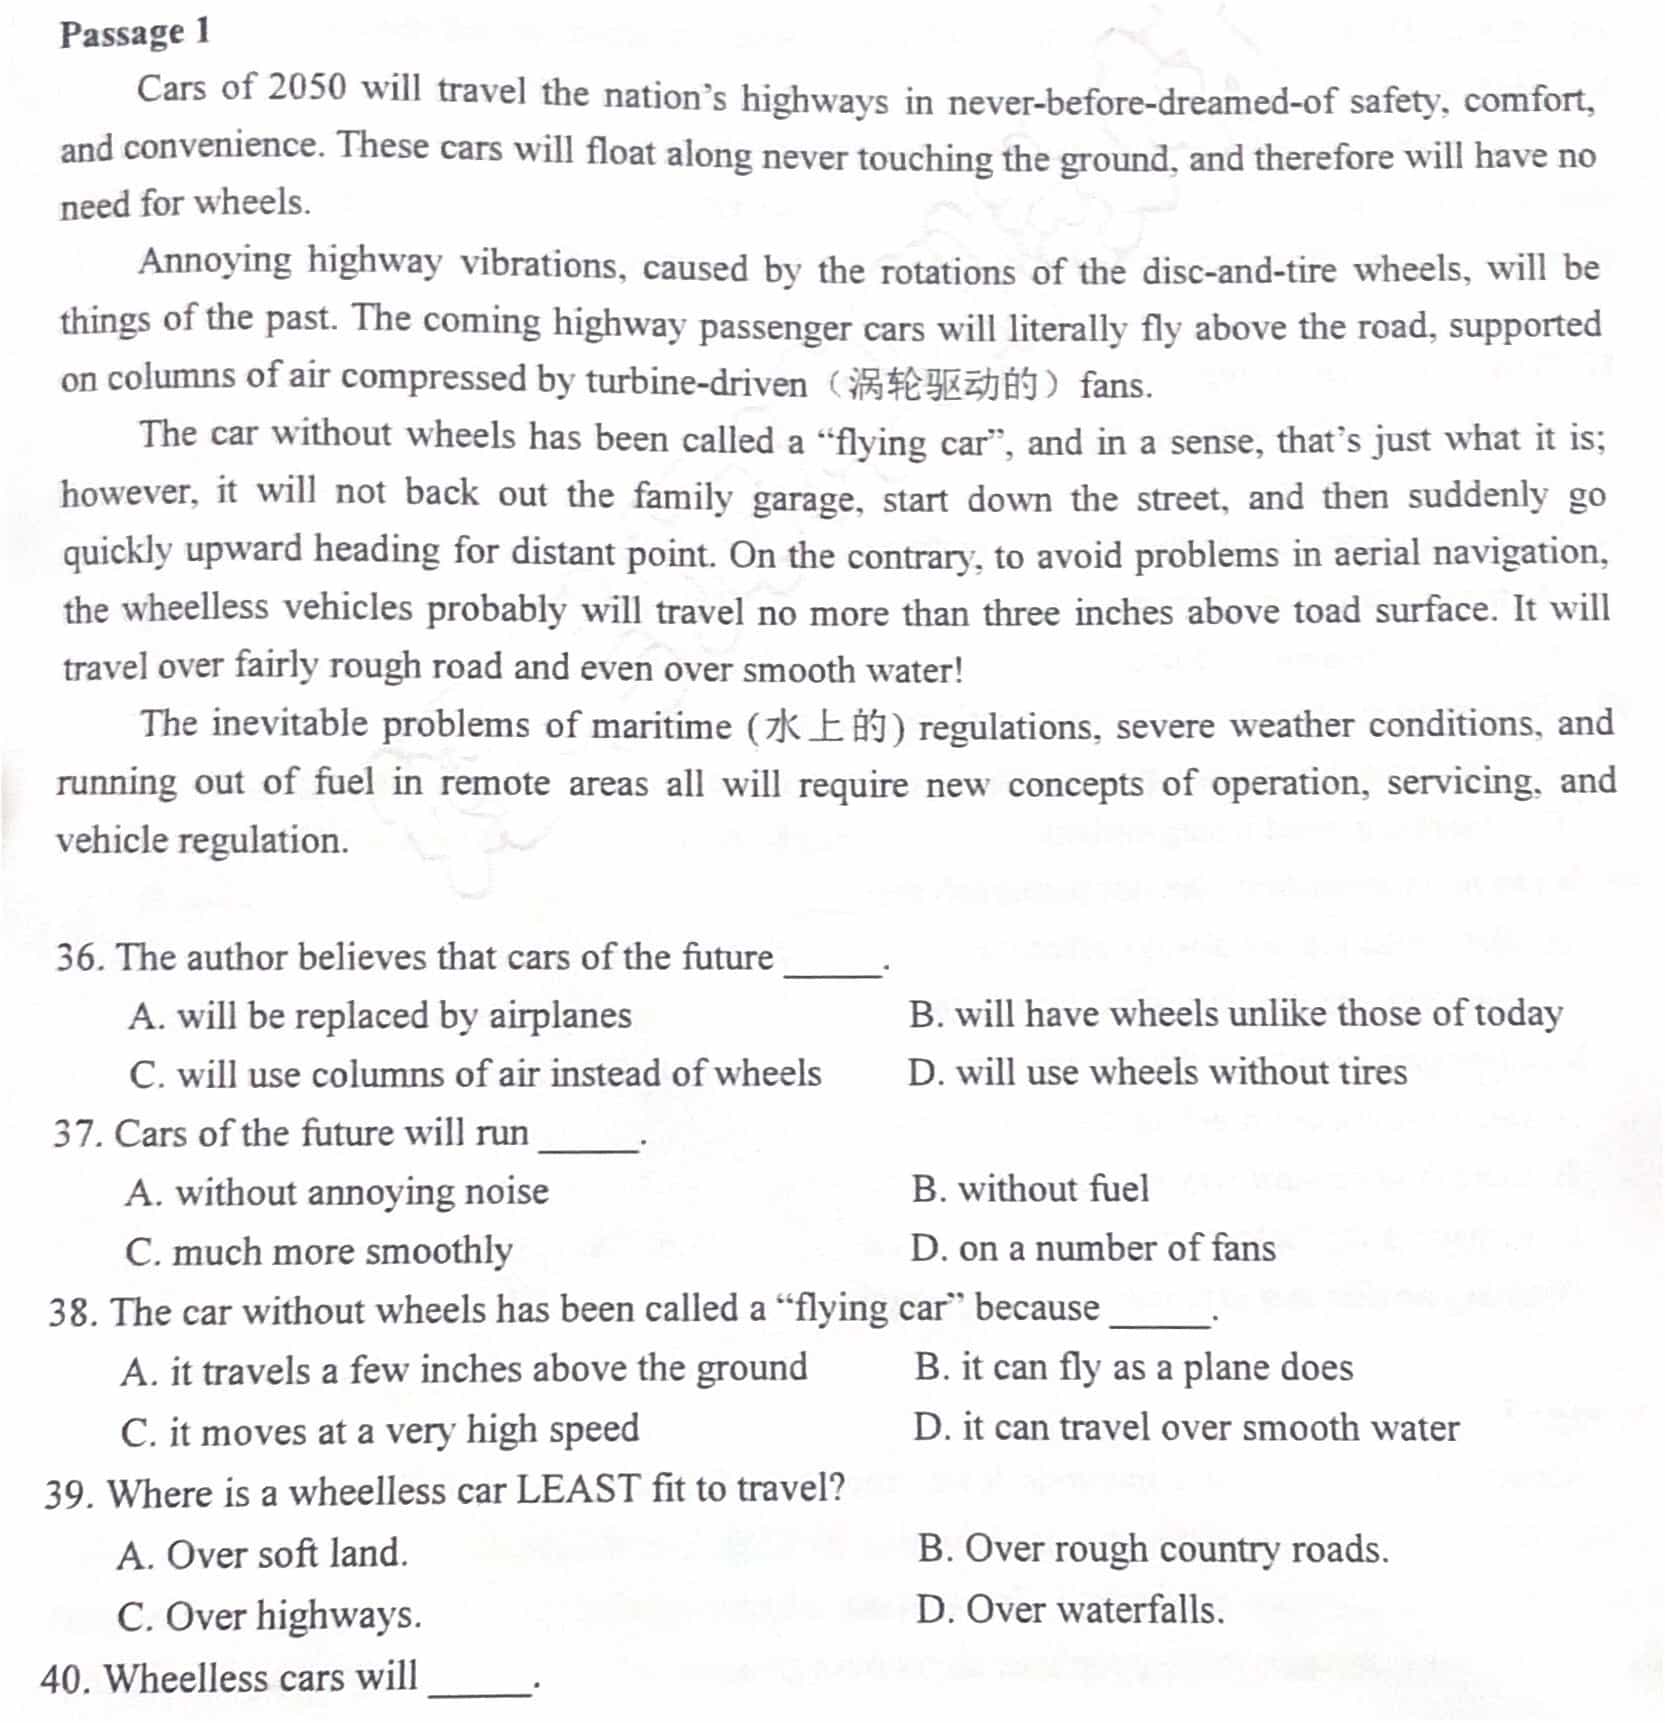 Passage 1
Cars of 2050 will travel the nation's highways in never-before-dreamed-of safety, comfort,
and convenience. These cars will float along never touching the ground, and therefore will have no
need for wheels.
Annoying highway vibrations, caused by the rotations of the disc-and-tire wheels, will be
things of the past. The coming highway passenger cars will literally fly above the road, supported
on columns of air compressed by turbine-driven（涡轮驱动的）fans.
The car without wheels has been called a “flying car”, and in a sense, that's just what it is;
however, it will not back out the family garage, start down the street, and then suddenly go
quickly upward heading for distant point. On the contrary, to avoid problems in aerial navigation,
the wheelless vehicles probably will travel no more than three inches above toad surface. It will
travel over fairly rough road and even over smooth water!
The inevitable problems of maritime (水上的) regulations, severe weather conditions, and
running out of fuel in remote areas all will require new concepts of operation, servicing, and
vehicle regulation.
36. The author believes that cars of the future _____.
A. will be replaced by airplanes B. will have wheels unlike those of today
C. will use columns of air instead of wheels D. will use wheels without tires
37. Cars of the future will run _____.
A. without annoying noise B. without fuel
C. much more smoothly D. on a number of fans
38. The car without wheels has been called a “flying car” because _____.
A. it travels a few inches above the ground B. it can fly as a plane does
C. it moves at a very high speed D. it can travel over smooth water
39. Where is a wheelless car LEAST fit to travel?
A. Over soft land. B. Over rough country roads.
C. Over highways. D. Over waterfalls.
40. Wheelless cars will _____.